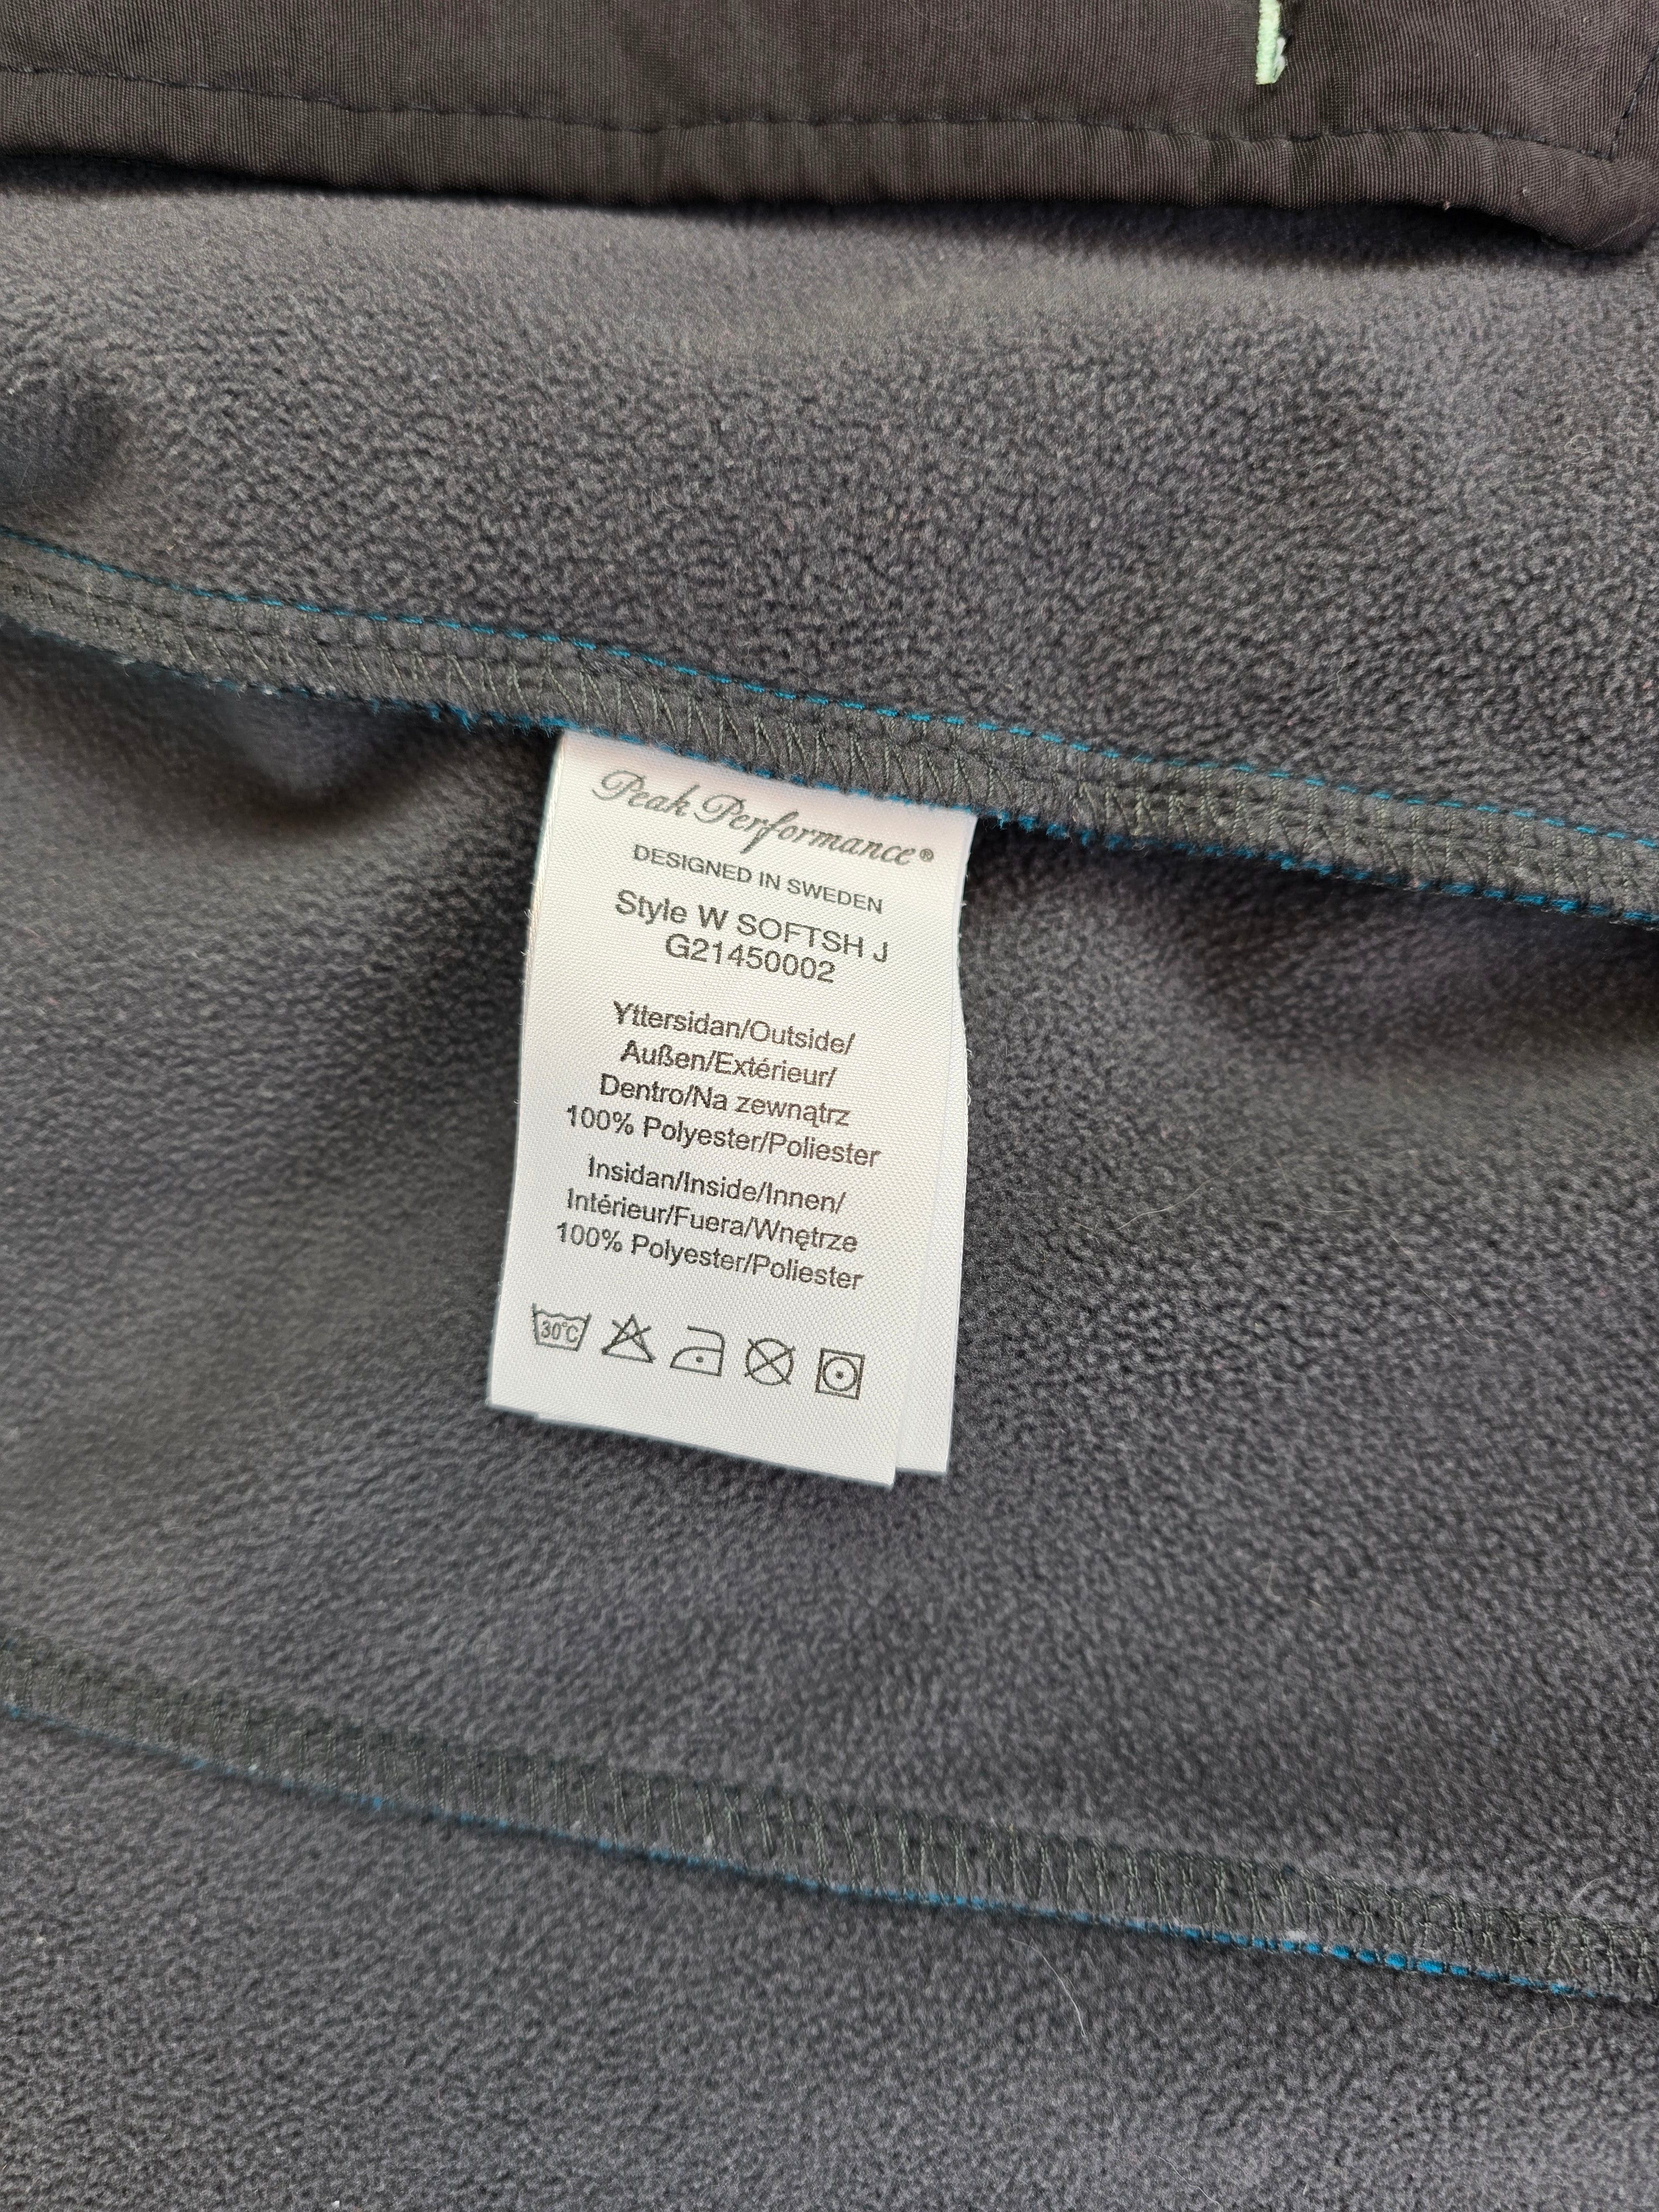 Peak Performance®
DESIGNED IN SWEDEN
Style W SOFTSH J
G21450002
Yttersidan/Outside/
Außen/Extérieur/
Dentro/Na zewnątrz
100% Polyester/Poliester
Insidan/Inside/Innen/
Intérieur/Fuera/Wnętrze
100% Polyester/Poliester
30°C